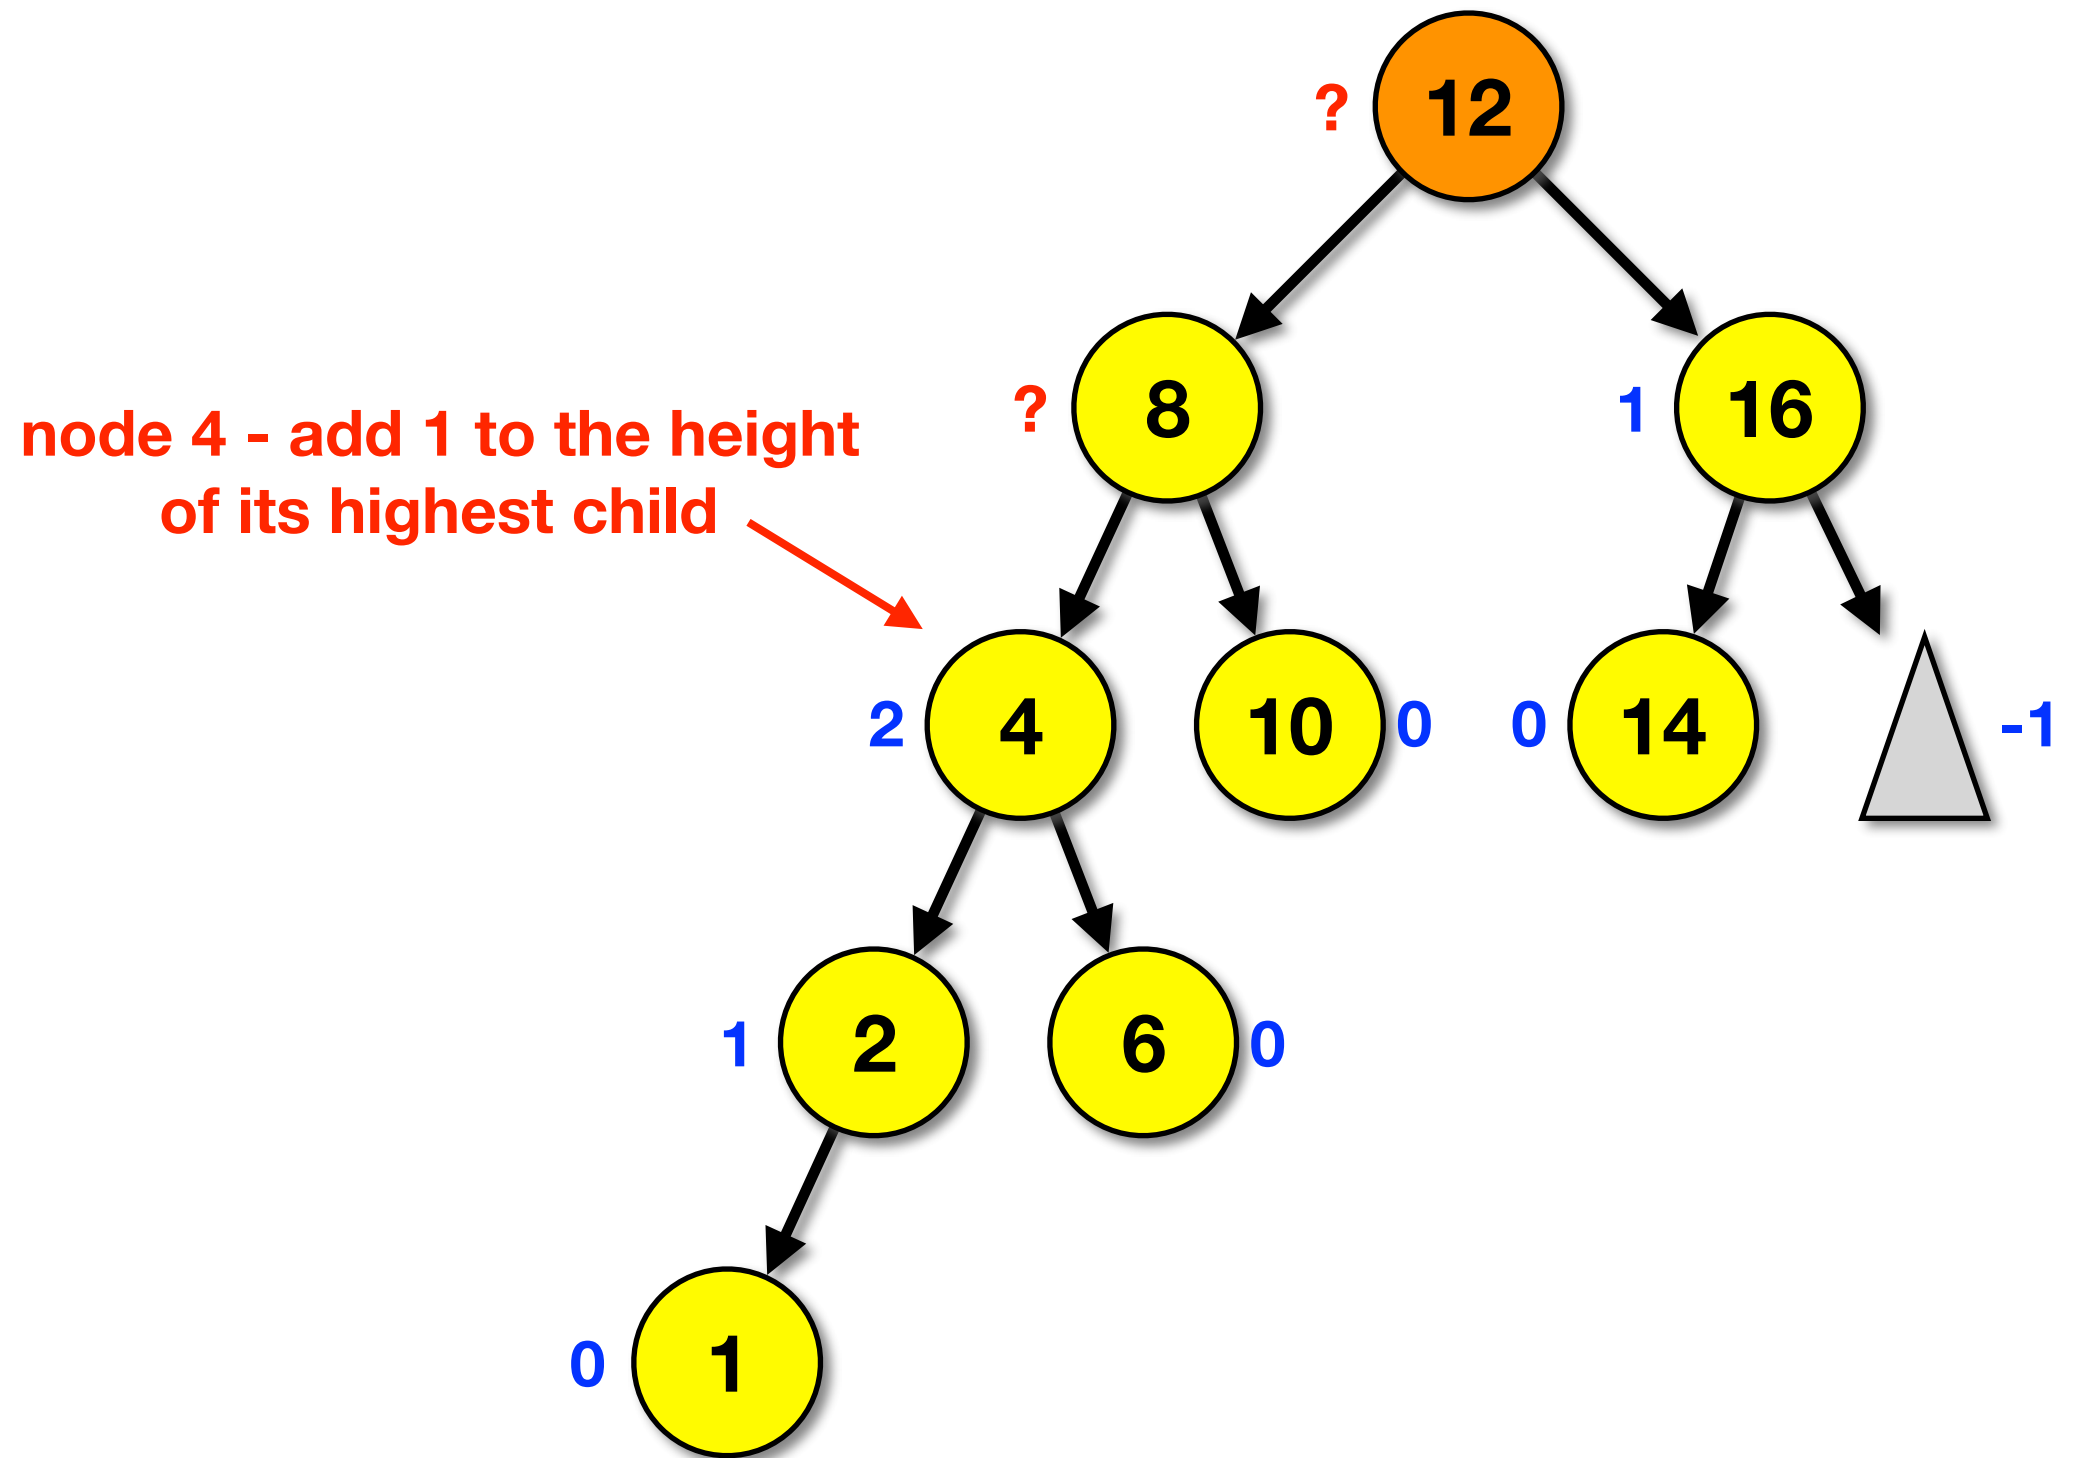 ? 12
node 4 - add 1 to the height
of its highest child
? 8 1 16
2 4 10 0 0 14 -1
1 2 6 0
0 1